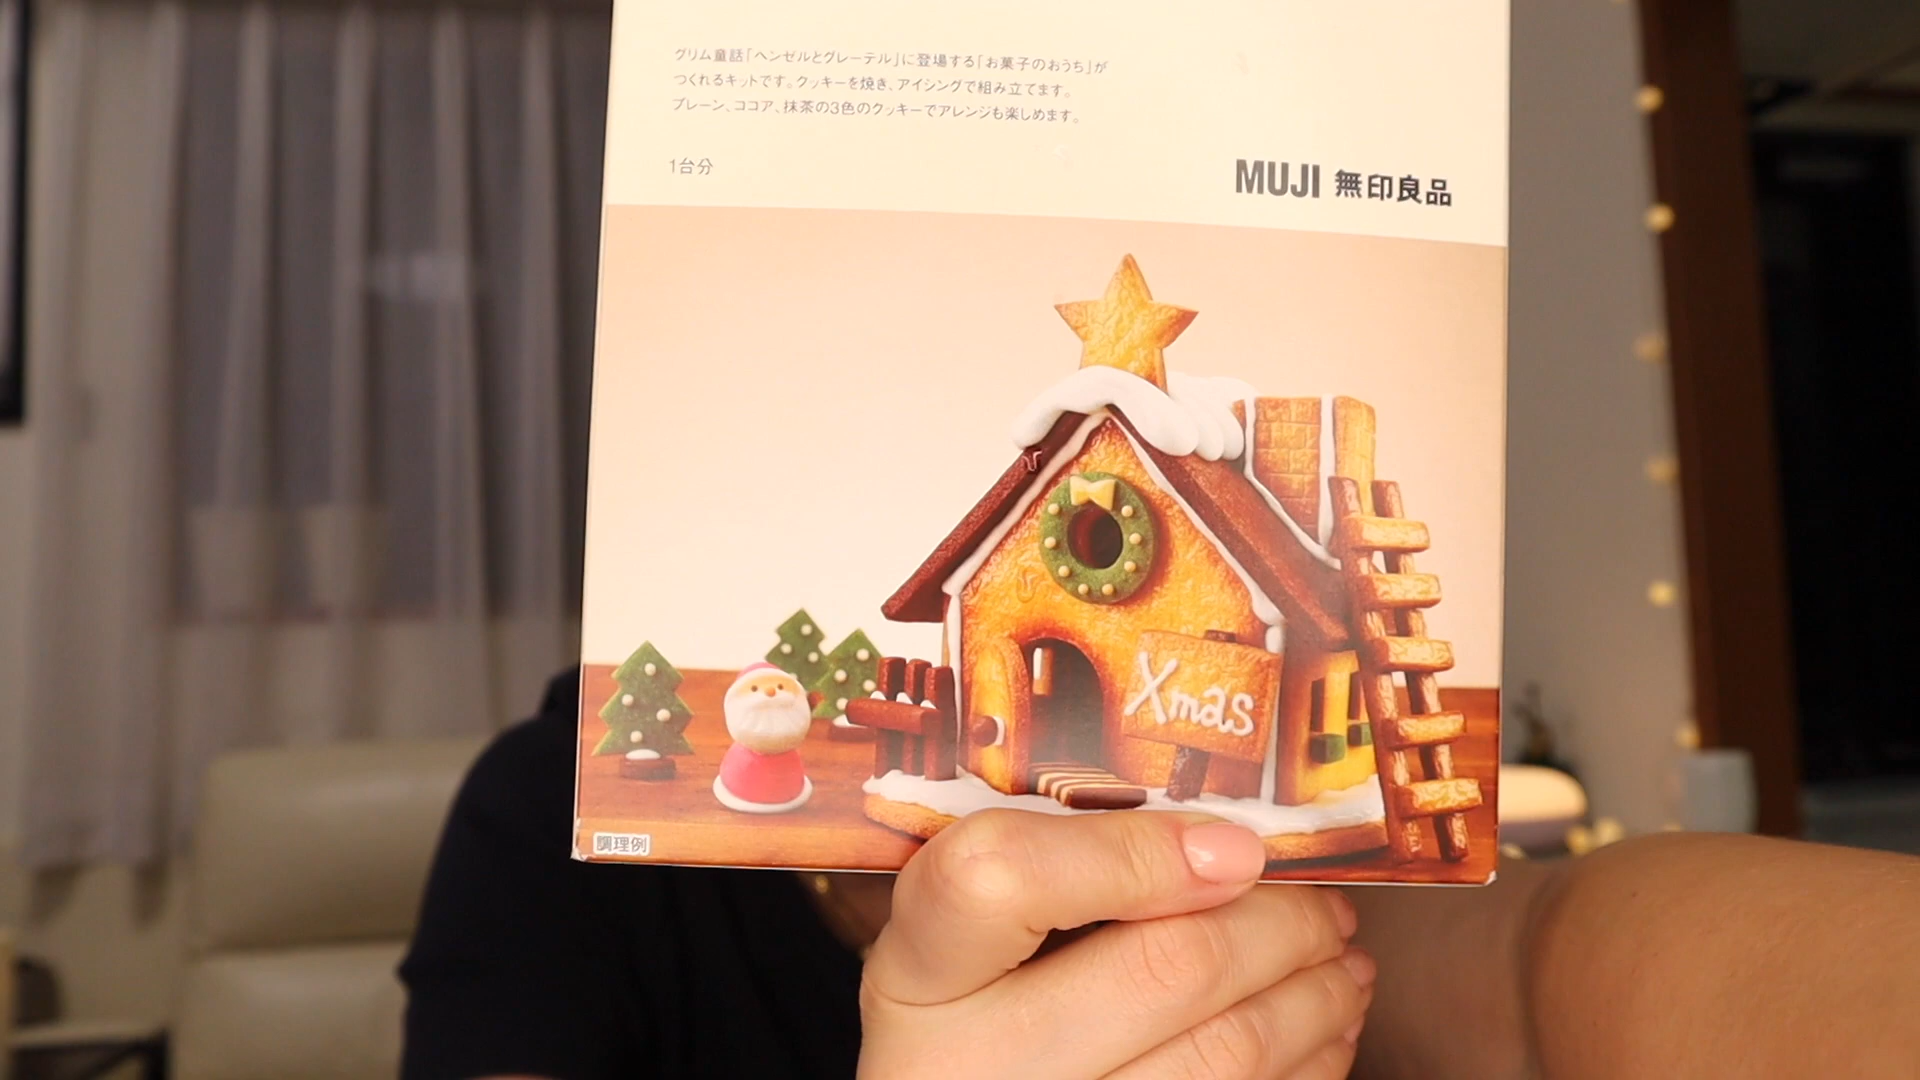 グリム童話「ヘンゼルとグレーテル」に登場する「お菓子のおうち」が
つくれるキットです。クッキーを焼き、アイシングで組み立てます。
プレーン、ココア、抹茶の3色のクッキーでアレンジも楽しめます。
1台分
MUJI 無印良品
Xmas
調理例